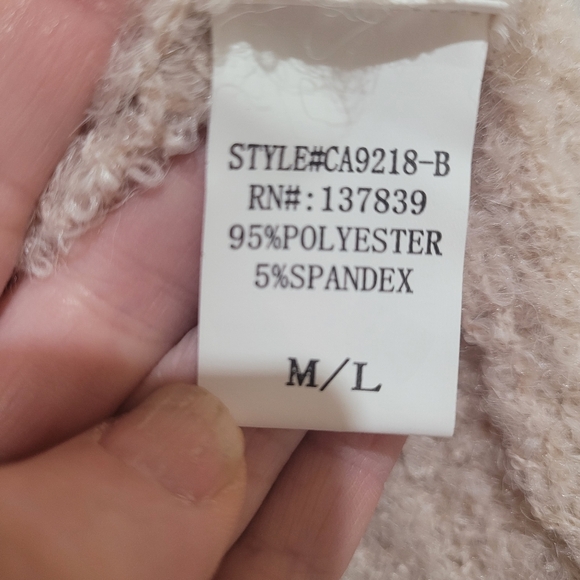 STYLE#CA9218-B
RN#:137839
95%POLYESTER
5%SPANDEX
M/L